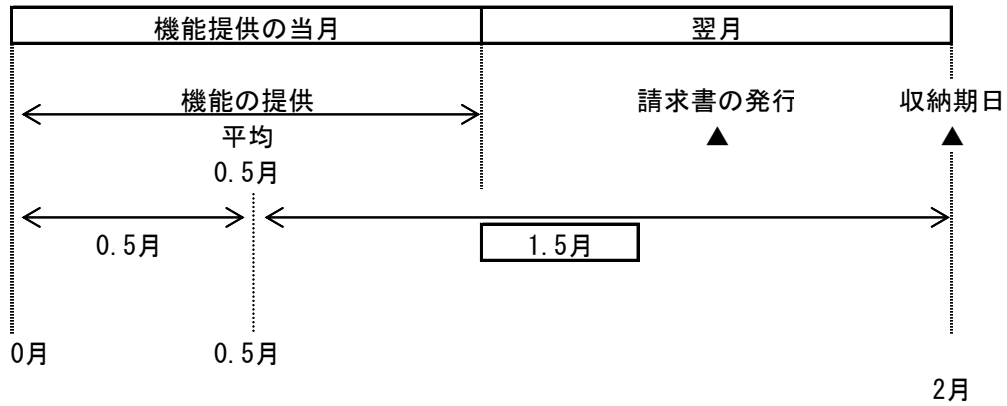 機能提供の当月 翌月
機能の提供 請求書の発行 収納期日
平均 ▲ ▲
0.5月
0.5月 1.5月
0月 0.5月
2月